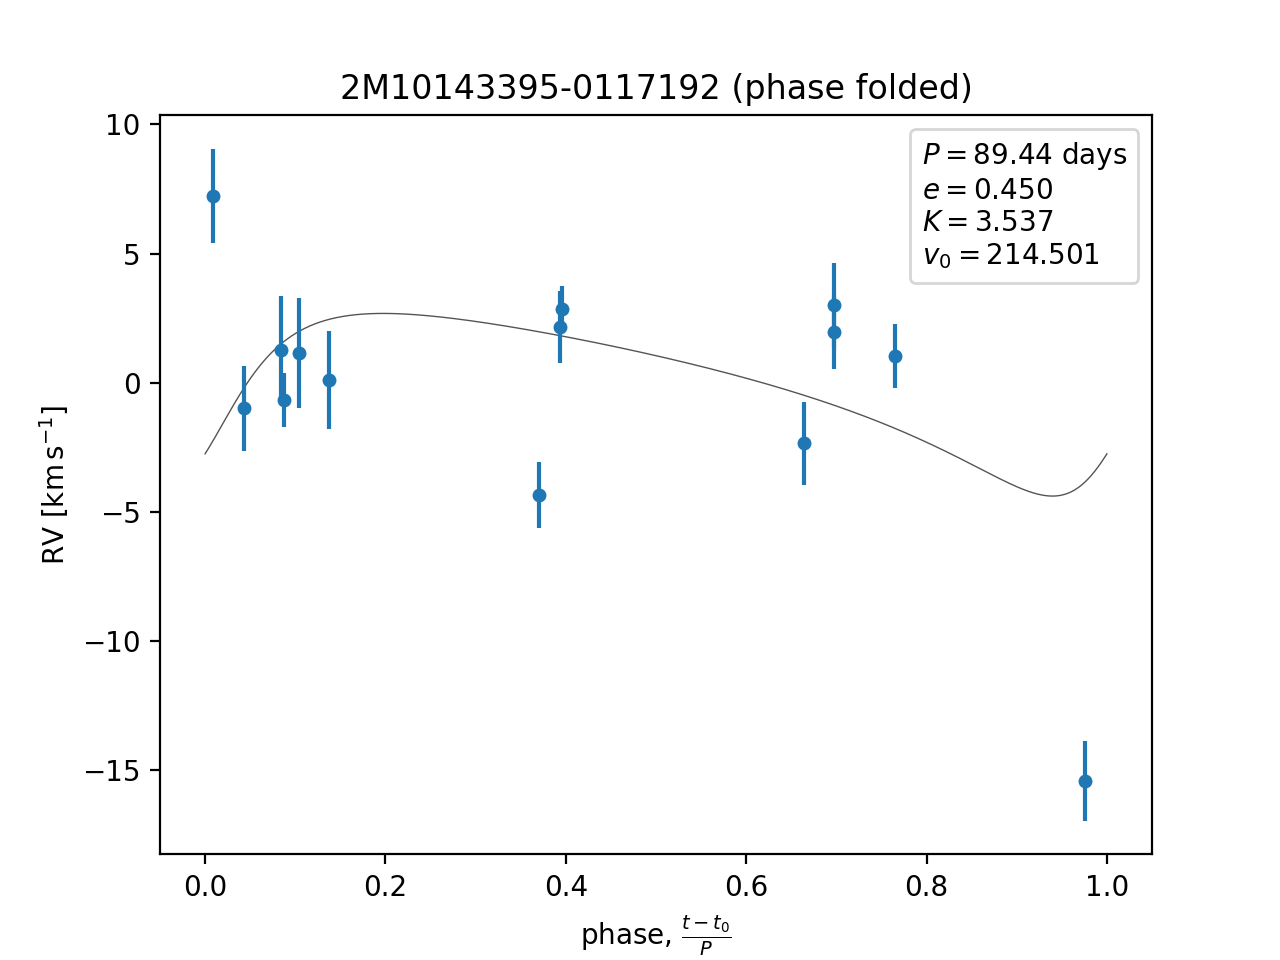 2M10143395-0117192 (phase folded)
P = 89.44 days
e = 0.450
K = 3.537
v₀ = 214.501
10
5
0
−5
−10
−15
RV [km s⁻¹]
0.0 0.2 0.4 0.6 0.8 1.0
phase, (t − t₀)/P